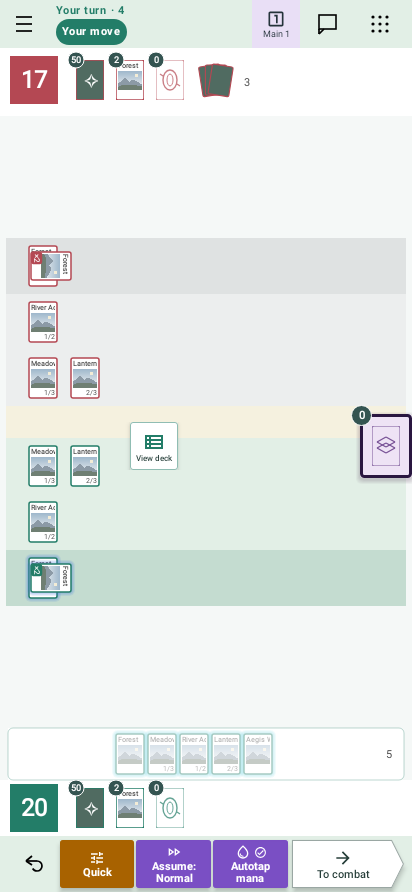 Your turn · 4
Your move
1
Main 1
17
50
2
Forest
0
3
x2
Forest
River Ac
1/2
Meadov
1/3
Lantern
2/3
0
View deck
Meadov
1/3
Lantern
2/3
River Ac
1/2
x2
Forest
Forest
Meadov
1/3
River Ac
1/2
Lantern
2/3
Aegis
5
20
50
2
Forest
0
Quick
Assume:
Normal
Autotap
mana
To combat